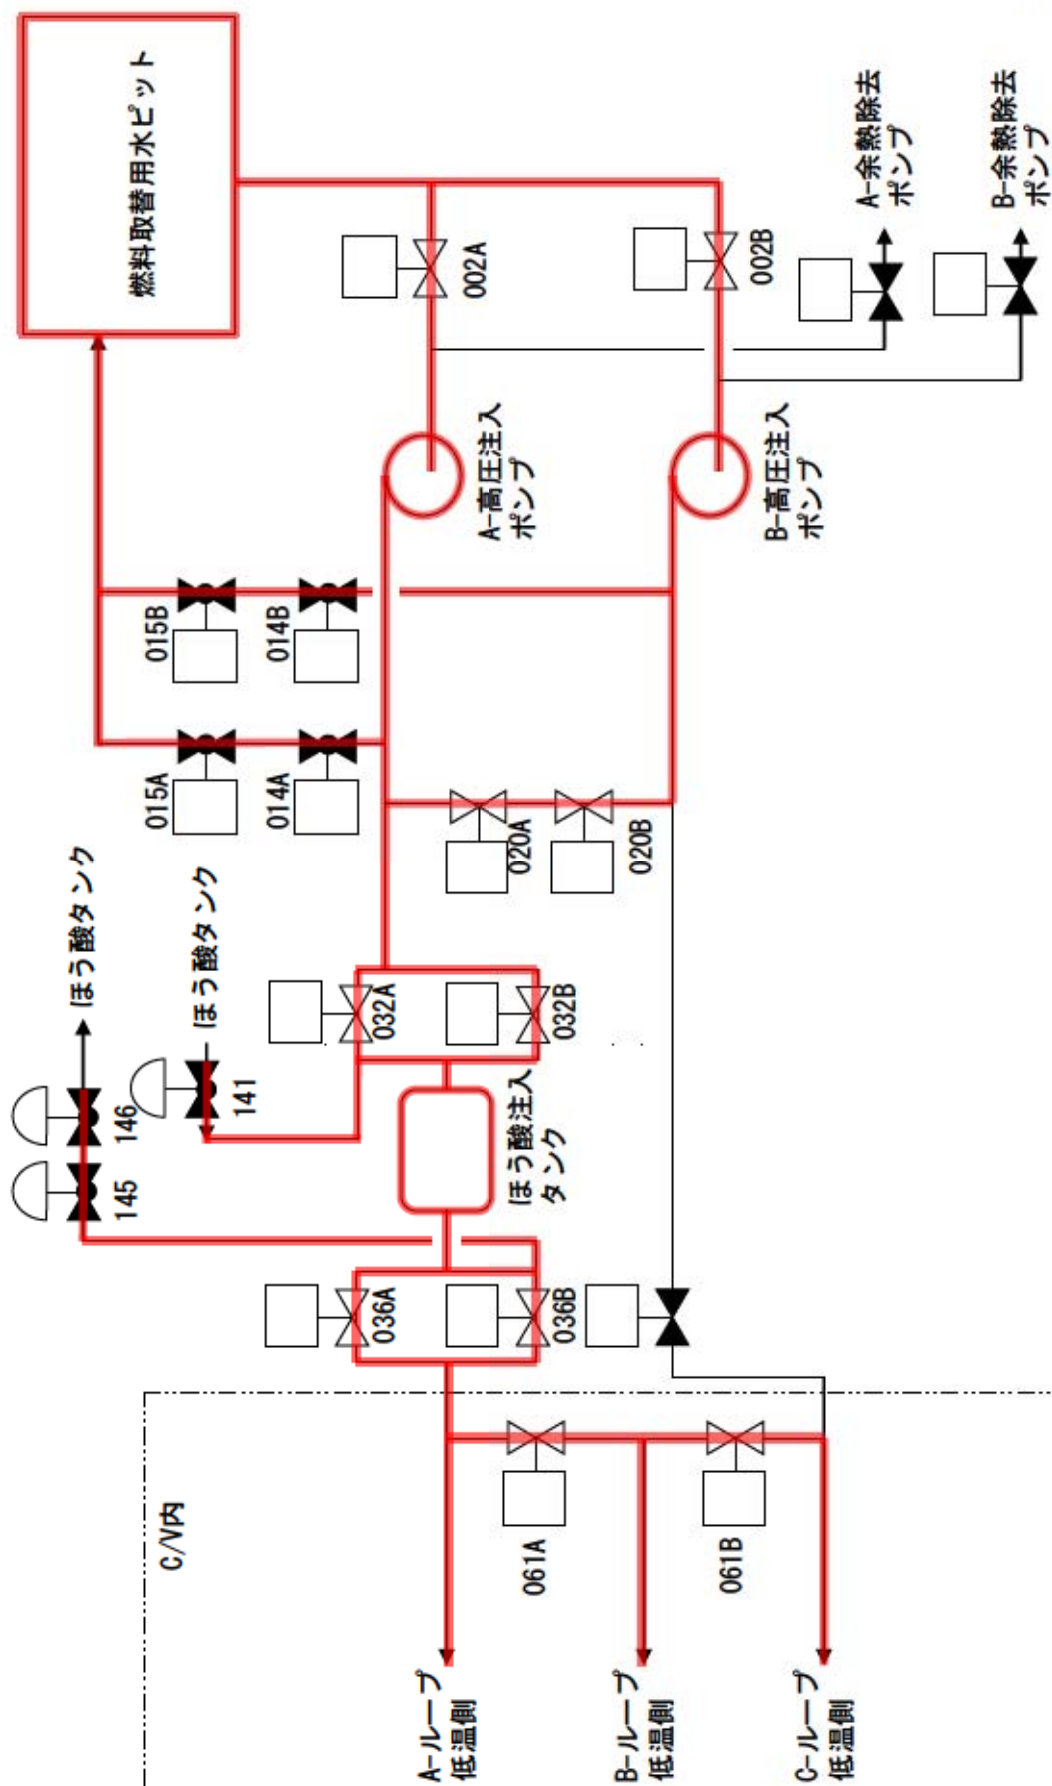 燃料取替用水ピット
002A
002B
A-余熱除去
ポンプ
B-余熱除去
ポンプ
A-高圧注入
ポンプ
B-高圧注入
ポンプ
015B
014B
015A
014A
020A
020B
ほう酸タンク
ほう酸タンク
146
145
141
032A
032B
ほう酸注入
タンク
036A
036B
C/V内
061A
061B
A-ループ
低温側
B-ループ
低温側
C-ループ
低温側